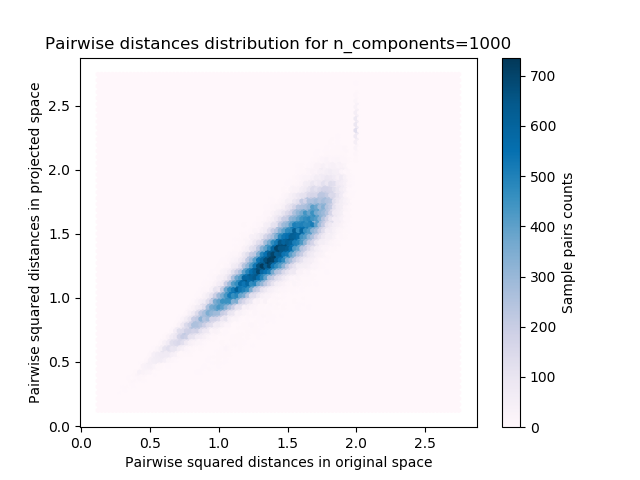 Pairwise distances distribution for n_components=1000
Pairwise squared distances in projected space
2.5
2.0
1.5
1.0
0.5
0.0
0.0 0.5 1.0 1.5 2.0 2.5
Pairwise squared distances in original space
700
600
500
400
300
200
100
0
Sample pairs counts